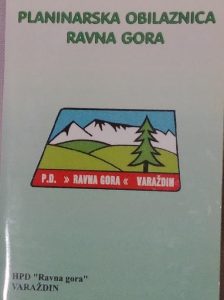 PLANINARSKA OBILAZNICA
RAVNA GORA
P.D. » RAVNA GORA « VARAŽDIN
HPD "Ravna gora"
VARAŽDIN